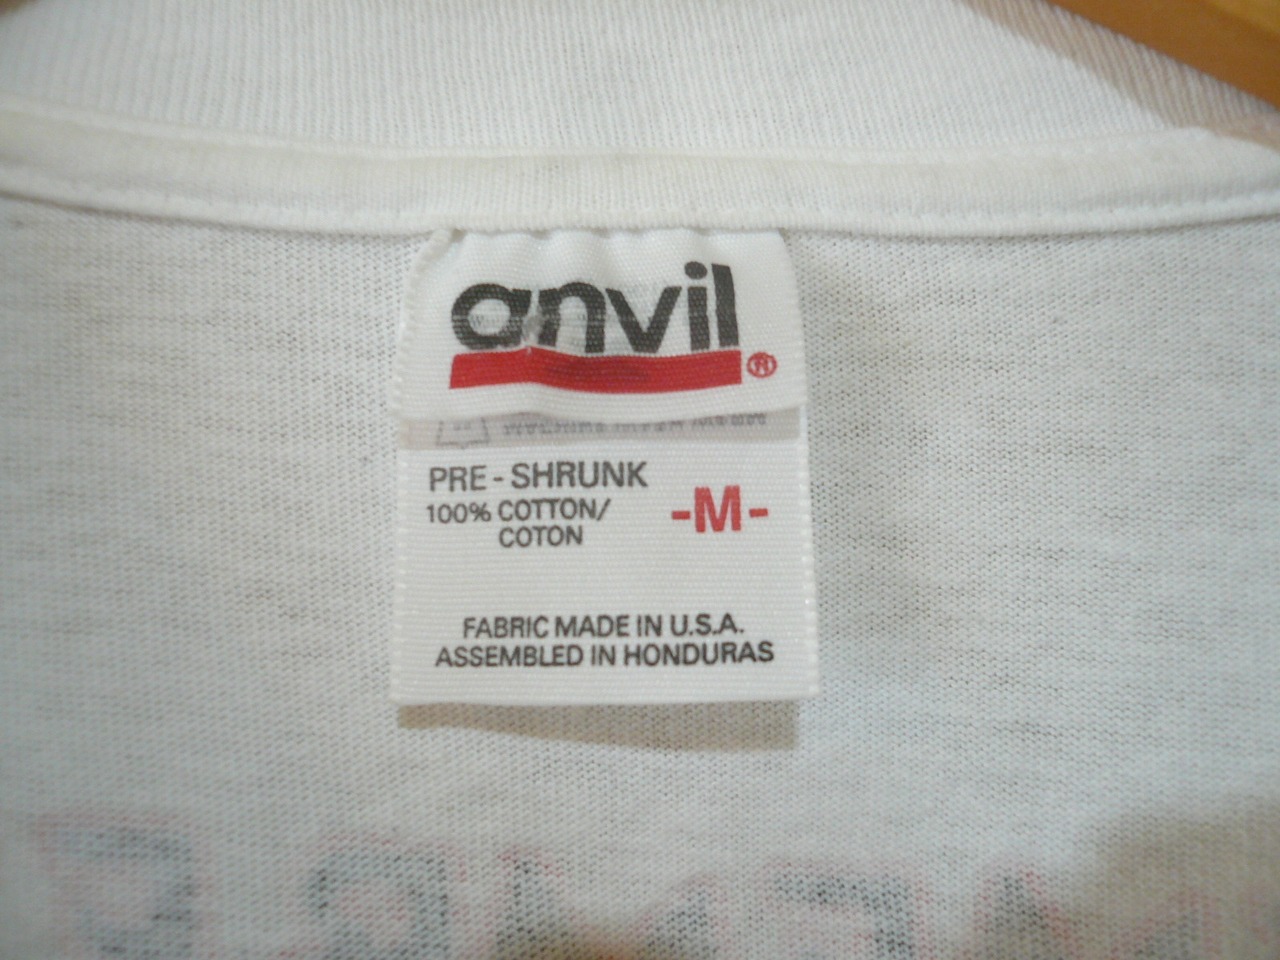 anvil®
PRE - SHRUNK
100% COTTON/
COTON
-M-
FABRIC MADE IN U.S.A.
ASSEMBLED IN HONDURAS